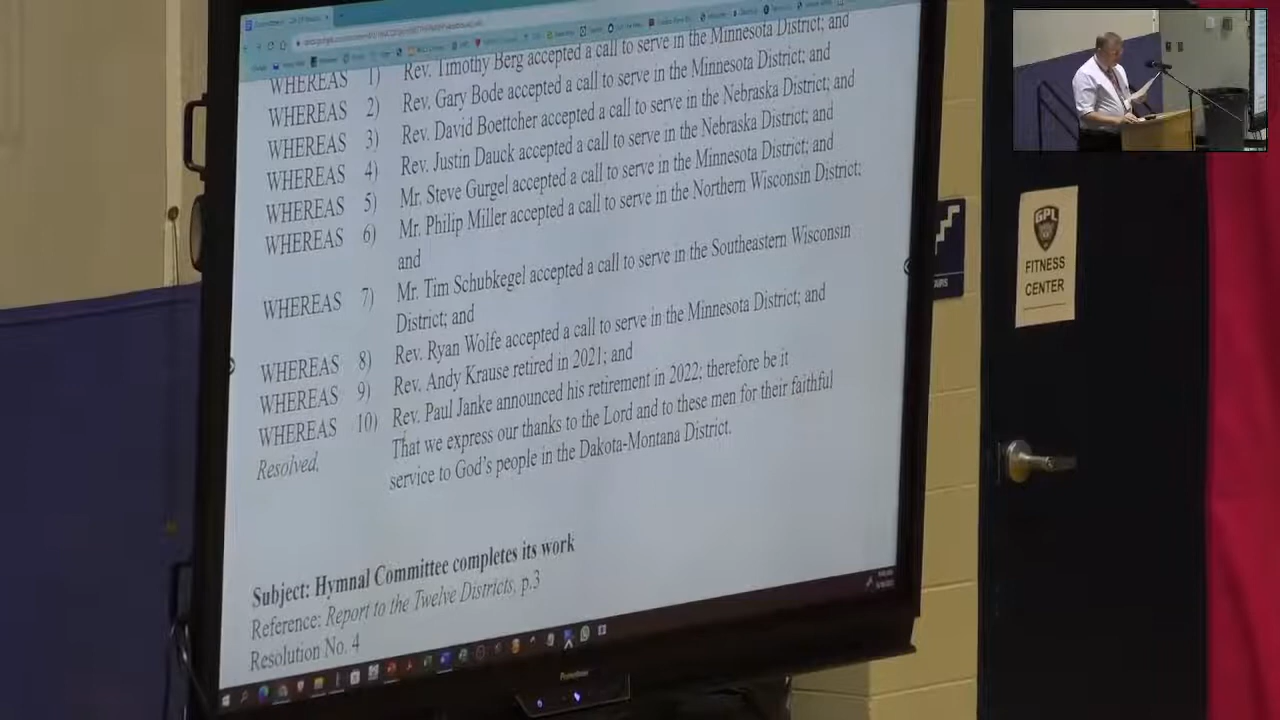 WHEREAS 1) Rev. Timothy Berg accepted a call to serve in the Minnesota District; and
WHEREAS 2) Rev. Gary Bode accepted a call to serve in the Minnesota District; and
WHEREAS 3) Rev. David Boettcher accepted a call to serve in the Nebraska District; and
WHEREAS 4) Rev. Justin Dauck accepted a call to serve in the Nebraska District; and
WHEREAS 5) Mr. Steve Gurgel accepted a call to serve in the Minnesota District; and
WHEREAS 6) Mr. Philip Miller accepted a call to serve in the Northern Wisconsin District;
and
WHEREAS 7) Mr. Tim Schubkegel accepted a call to serve in the Southeastern Wisconsin
District; and
WHEREAS 8) Rev. Ryan Wolfe accepted a call to serve in the Minnesota District; and
WHEREAS 9) Rev. Andy Krause retired in 2021; and
WHEREAS 10) Rev. Paul Janke announced his retirement in 2022; therefore be it
Resolved, That we express our thanks to the Lord and to these men for their faithful
service to God's people in the Dakota-Montana District.
Subject: Hymnal Committee completes its work
Reference: Report to the Twelve Districts, p.3
Resolution No. 4
Promethean
GPL
FITNESS
CENTER